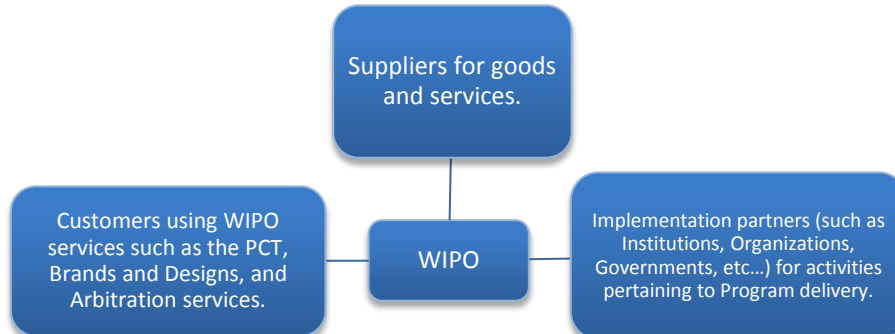 Suppliers for goods
and services.
Customers using WIPO
services such as the PCT,
Brands and Designs, and
Arbitration services.
WIPO
Implementation partners (such as
Institutions, Organizations,
Governments, etc…) for activities
pertaining to Program delivery.